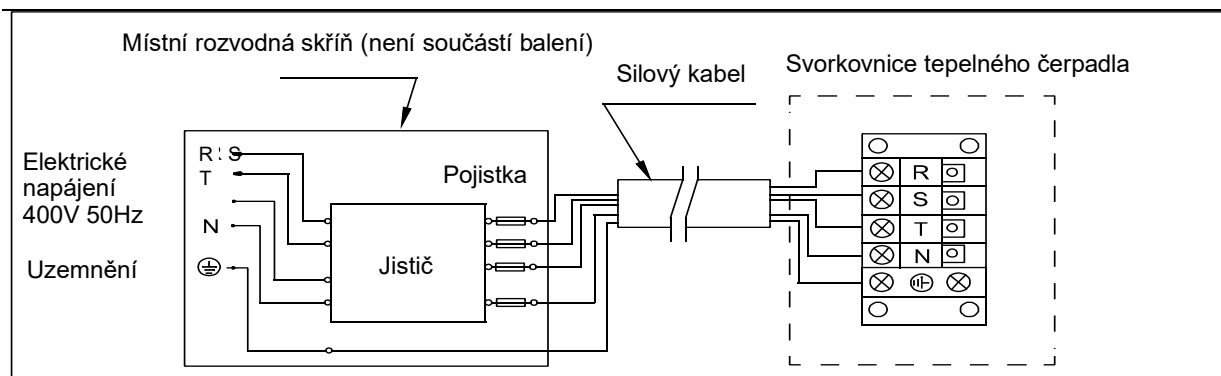 Místní rozvodná skříň (není součástí balení)
Silový kabel
Svorkovnice tepelného čerpadla
Elektrické
napájení
400V 50Hz
Uzemnění
R S
T
N
Pojistka
Jistič
R
S
T
N